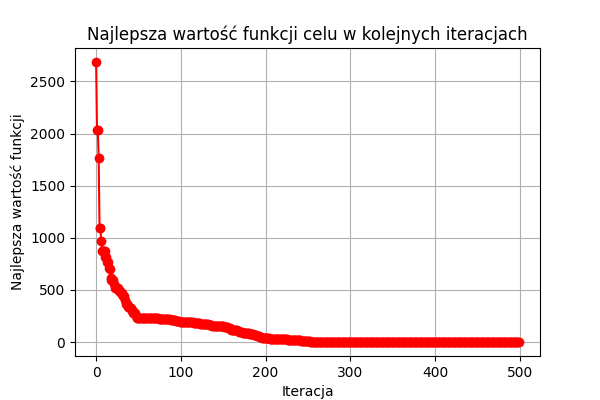 Najlepsza wartość funkcji celu w kolejnych iteracjach
2500
2000
1500
1000
500
0
Najlepsza wartość funkcji
0 100 200 300 400 500
Iteracja